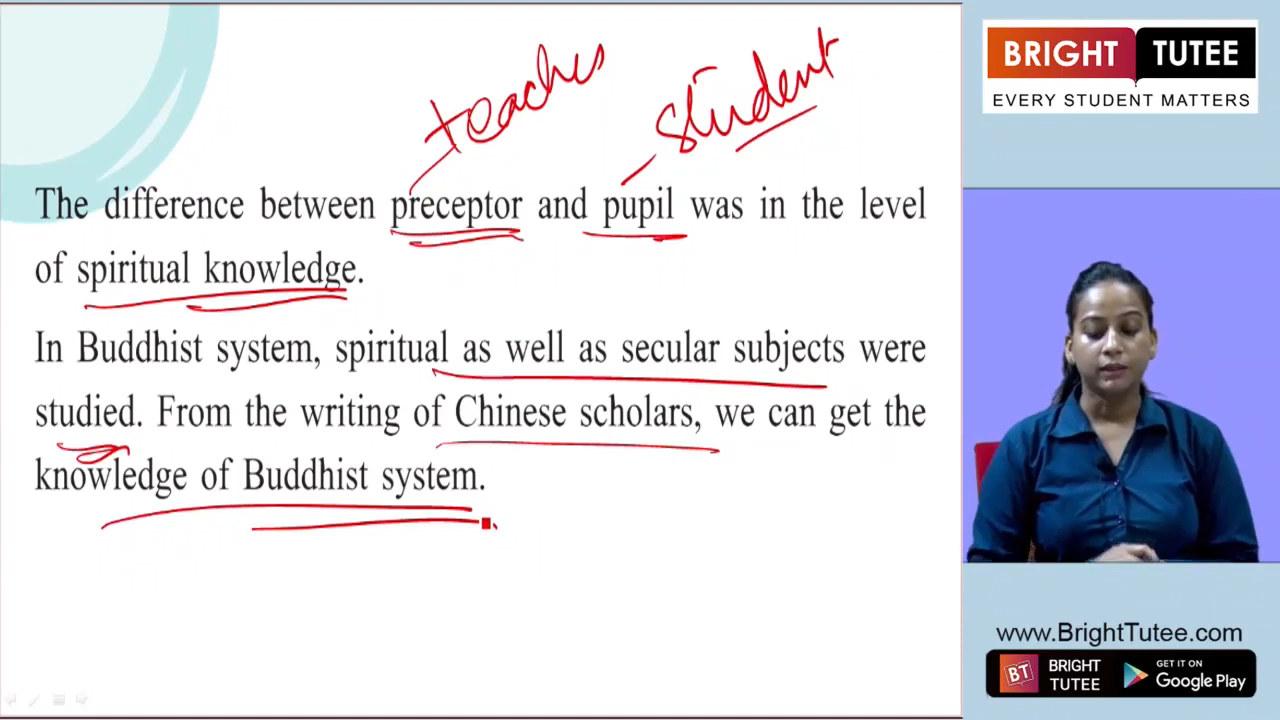 teacher
student
The difference between preceptor and pupil was in the level
of spiritual knowledge.
In Buddhist system, spiritual as well as secular subjects were
studied. From the writing of Chinese scholars, we can get the
knowledge of Buddhist system.
BRIGHT TUTEE
EVERY STUDENT MATTERS
www.BrightTutee.com
BT
BRIGHT
TUTEE
GET IT ON
Google Play